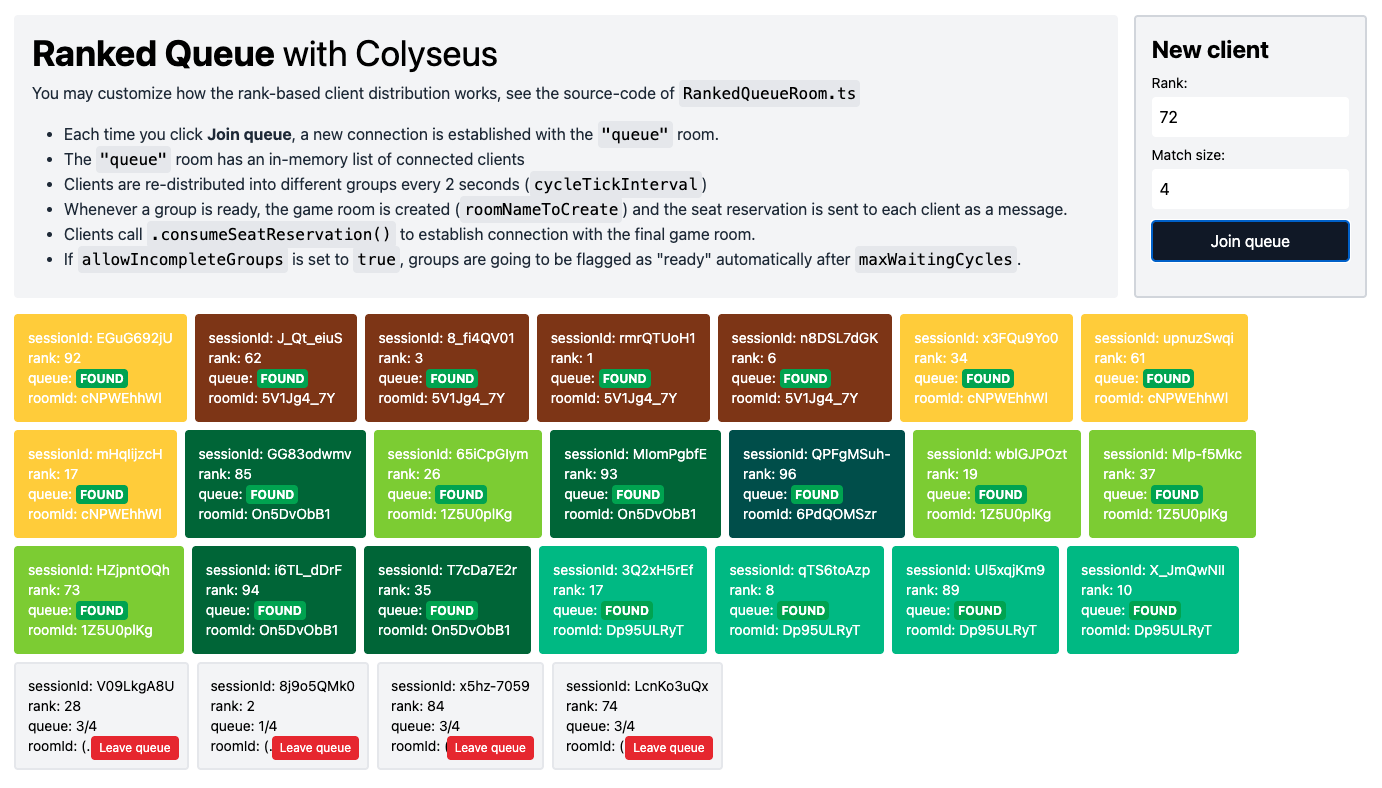 Ranked Queue with Colyseus
You may customize how the rank-based client distribution works, see the source-code of RankedQueueRoom.ts
• Each time you click Join queue, a new connection is established with the "queue" room.
• The "queue" room has an in-memory list of connected clients
• Clients are re-distributed into different groups every 2 seconds ( cycleTickInterval )
• Whenever a group is ready, the game room is created ( roomNameToCreate ) and the seat reservation is sent to each client as a message.
• Clients call .consumeSeatReservation() to establish connection with the final game room.
• If allowIncompleteGroups is set to true , groups are going to be flagged as "ready" automatically after maxWaitingCycles .
New client
Rank:
72
Match size:
4
Join queue
sessionId: EGuG692jU
rank: 92
queue: FOUND
roomId: cNPWEhhWl
sessionId: J_Qt_eiuS
rank: 62
queue: FOUND
roomId: 5V1Jg4_7Y
sessionId: 8_fi4QV01
rank: 3
queue: FOUND
roomId: 5V1Jg4_7Y
sessionId: rmrQTUoH1
rank: 1
queue: FOUND
roomId: 5V1Jg4_7Y
sessionId: n8DSL7dGK
rank: 6
queue: FOUND
roomId: 5V1Jg4_7Y
sessionId: x3FQu9Yo0
rank: 34
queue: FOUND
roomId: cNPWEhhWl
sessionId: upnuzSwqi
rank: 61
queue: FOUND
roomId: cNPWEhhWl
sessionId: mHqIijzcH
rank: 17
queue: FOUND
roomId: cNPWEhhWl
sessionId: GG83odwmv
rank: 85
queue: FOUND
roomId: On5DvObB1
sessionId: 65iCpGIym
rank: 26
queue: FOUND
roomId: 1Z5U0plKg
sessionId: MlomPgbfE
rank: 93
queue: FOUND
roomId: On5DvObB1
sessionId: QPFgMSuh-
rank: 96
queue: FOUND
roomId: 6PdQOMSzr
sessionId: wblGJPOzt
rank: 19
queue: FOUND
roomId: 1Z5U0plKg
sessionId: Mlp-f5Mkc
rank: 37
queue: FOUND
roomId: 1Z5U0plKg
sessionId: HZjpntOQh
rank: 73
queue: FOUND
roomId: 1Z5U0plKg
sessionId: i6TL_dDrF
rank: 94
queue: FOUND
roomId: On5DvObB1
sessionId: T7cDa7E2r
rank: 35
queue: FOUND
roomId: On5DvObB1
sessionId: 3Q2xH5rEf
rank: 17
queue: FOUND
roomId: Dp95ULRyT
sessionId: qTS6toAzp
rank: 8
queue: FOUND
roomId: Dp95ULRyT
sessionId: Ul5xqjKm9
rank: 89
queue: FOUND
roomId: Dp95ULRyT
sessionId: X_JmQwNlI
rank: 10
queue: FOUND
roomId: Dp95ULRyT
sessionId: V09LkgA8U
rank: 28
queue: 3/4
roomId: (. Leave queue
sessionId: 8j9o5QMk0
rank: 2
queue: 1/4
roomId: (. Leave queue
sessionId: x5hz-7059
rank: 84
queue: 3/4
roomId: ( Leave queue
sessionId: LcnKo3uQx
rank: 74
queue: 3/4
roomId: ( Leave queue